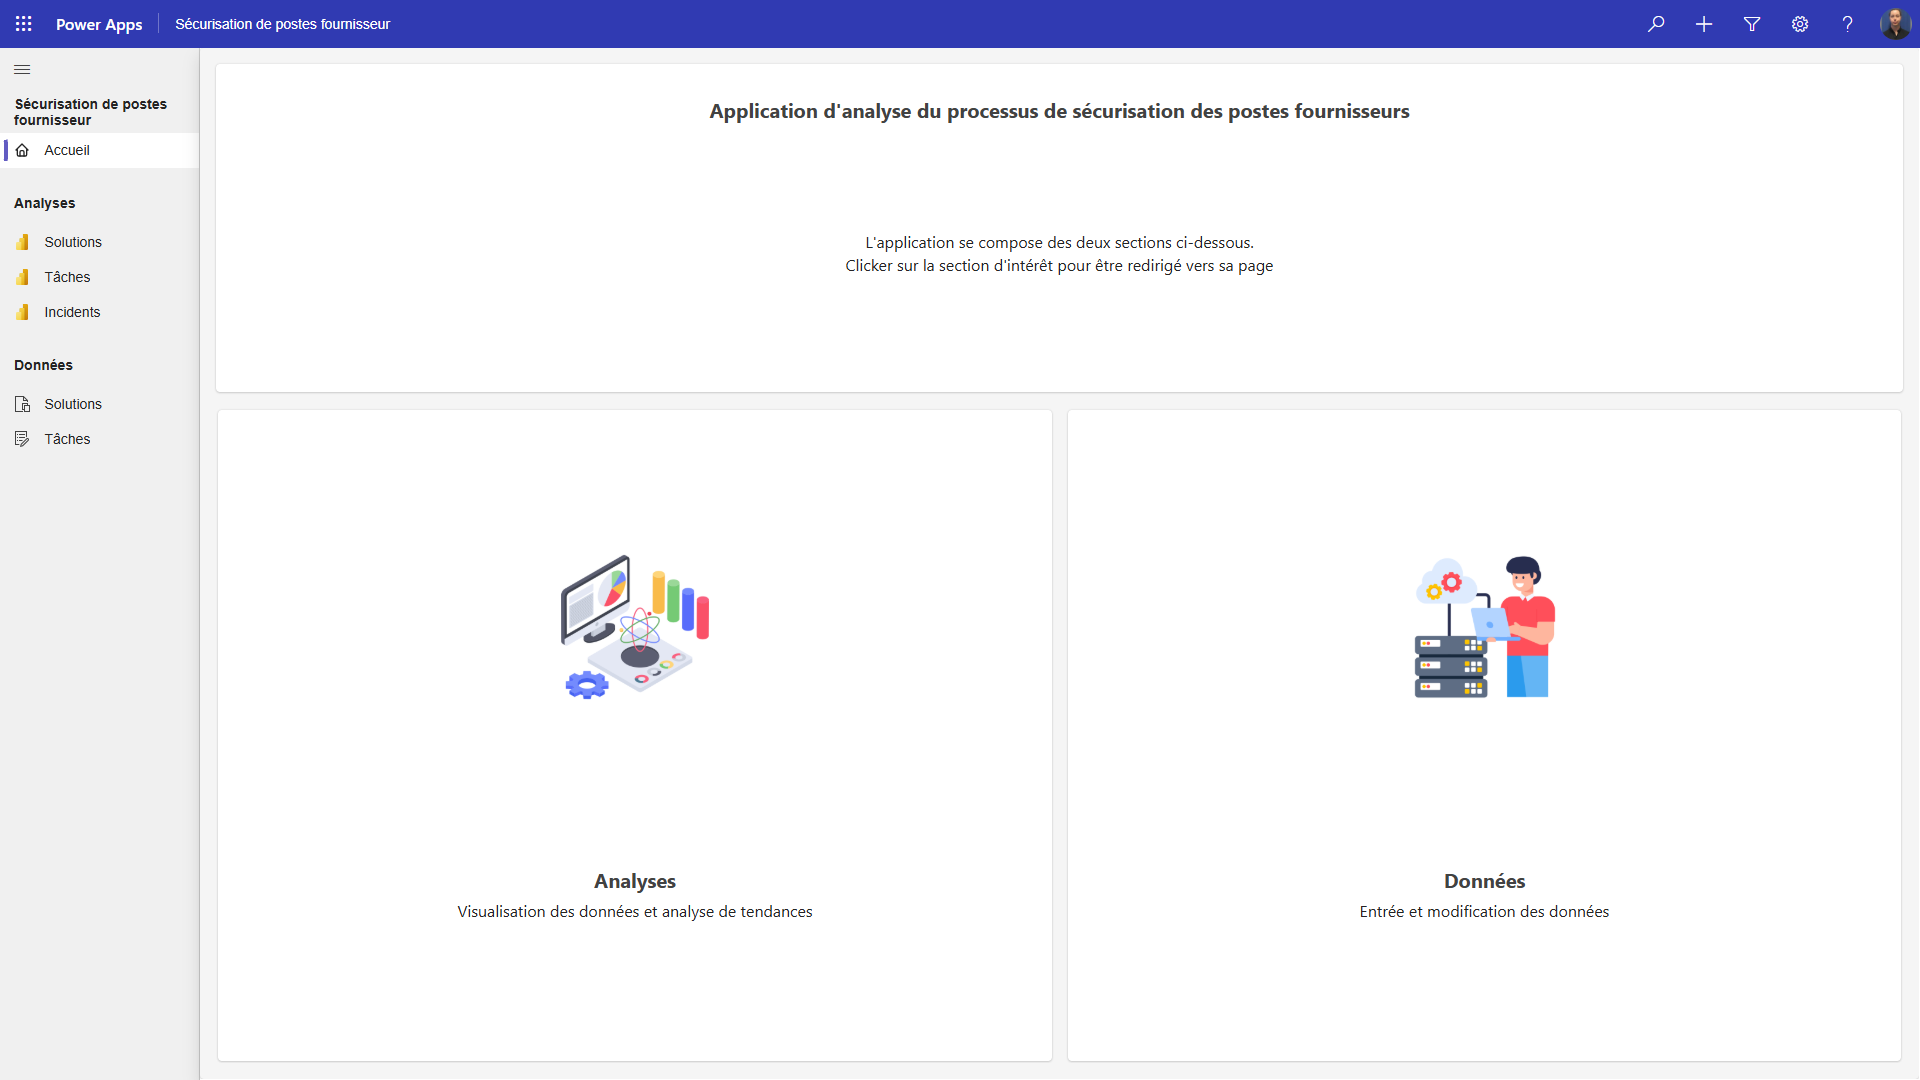 Power Apps
Sécurisation de postes fournisseur
Sécurisation de postes
fournisseur
Accueil
Analyses
Solutions
Tâches
Incidents
Données
Solutions
Tâches
Application d'analyse du processus de sécurisation des postes fournisseurs
L'application se compose des deux sections ci-dessous.
Clicker sur la section d'intérêt pour être redirigé vers sa page
Analyses
Visualisation des données et analyse de tendances
Données
Entrée et modification des données